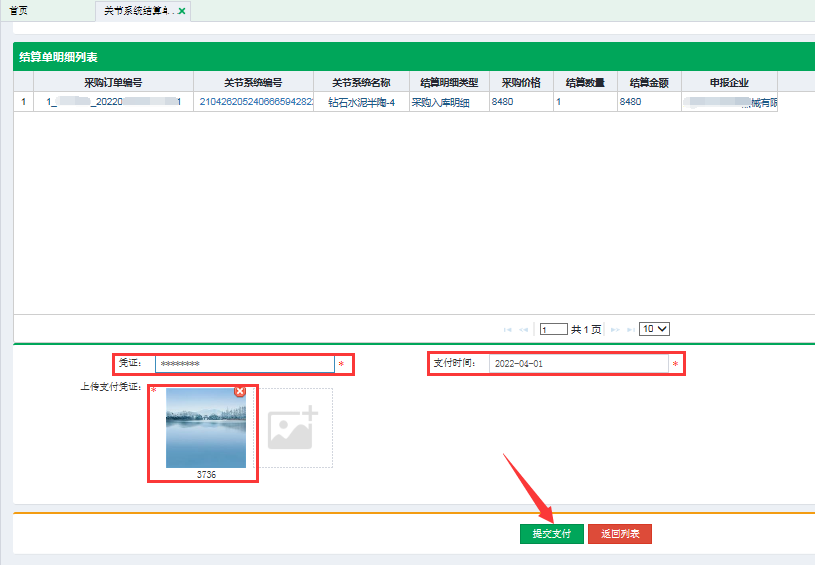 首页 关节系统结算单...
结算单明细列表
采购订单编号 关节系统编号 关节系统名称 结算明细类型 采购价格 结算数量 结算金额 申报企业
1 1_ _20220 1 210426205240666594282 钻石水泥半陶-4 采购入库明细 8480 1 8480 械有限
1 共 1 页 10
凭证: ******** * 支付时间: 2022-04-01 *
上传支付凭证: *
3736
提交支付 返回列表